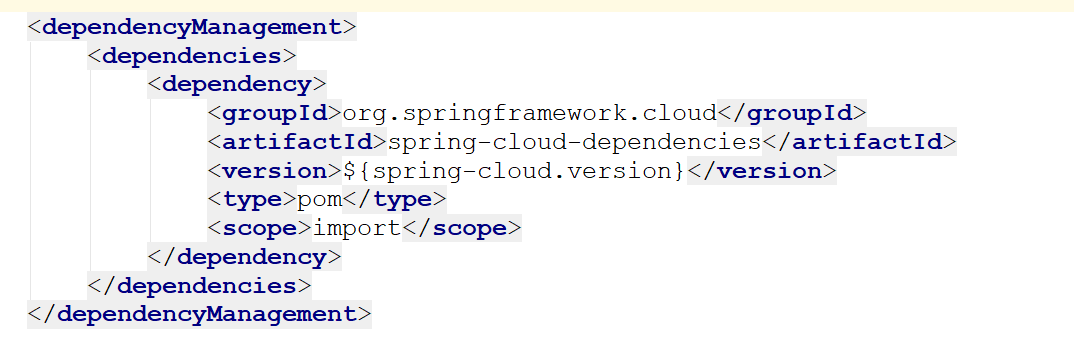 <dependencyManagement>
<dependencies>
<dependency>
<groupId>org.springframework.cloud</groupId>
<artifactId>spring-cloud-dependencies</artifactId>
<version>${spring-cloud.version}</version>
<type>pom</type>
<scope>import</scope>
</dependency>
</dependencies>
</dependencyManagement>